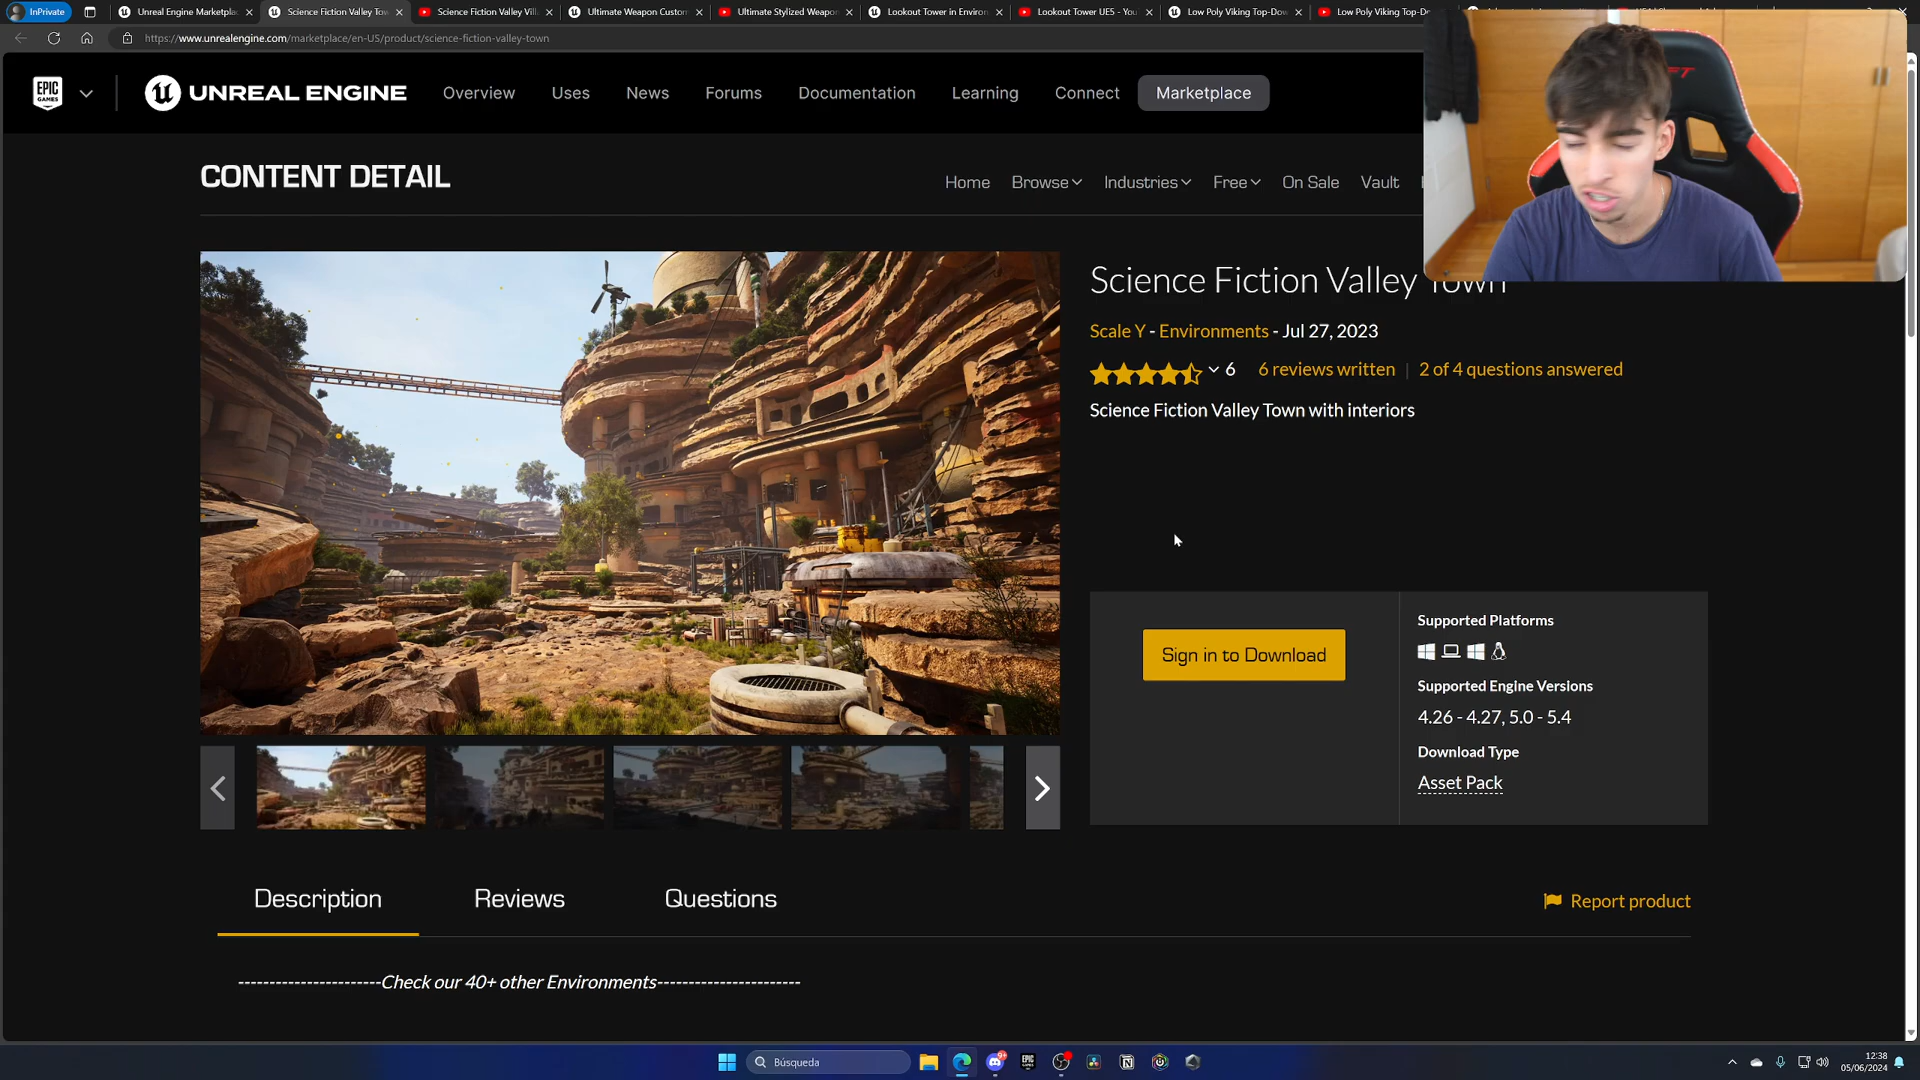 InPrivate
Unreal Engine Marketpla
Science Fiction Valley Tow
Science Fiction Valley Vill
Ultimate Weapon Custom
Ultimate Stylized Weapon
Lookout Tower in Environ
Lookout Tower UE5 - You
Low Poly Viking Top-Dow
Low Poly Viking Top-D
https://www.unrealengine.com/marketplace/en-US/product/science-fiction-valley-town
EPIC GAMES
UNREAL ENGINE
Overview
Uses
News
Forums
Documentation
Learning
Connect
Marketplace
CONTENT DETAIL
Home
Browse
Industries
Free
On Sale
Vault
Science Fiction Valley Town
Scale Y - Environments - Jul 27, 2023
6
6 reviews written
2 of 4 questions answered
Science Fiction Valley Town with interiors
Sign in to Download
Supported Platforms
Supported Engine Versions
4.26 - 4.27, 5.0 - 5.4
Download Type
Asset Pack
Description
Reviews
Questions
Report product
-----------------------Check our 40+ other Environments-----------------------
Búsqueda
12:38
05/06/2024